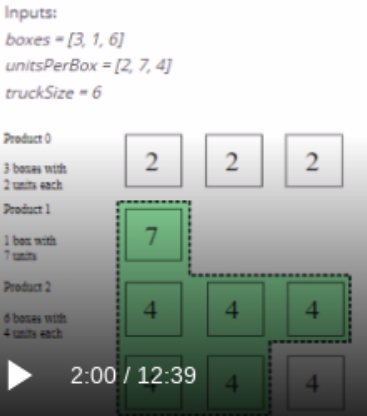 Inputs:
boxes = [3, 1, 6]
unitsPerBox = [2, 7, 4]
truckSize = 6
Product 0
3 boxes with
2 units each
2 2 2
Product 1
1 box with
7 units
7
Product 2
6 boxes with
4 units each
4 4 4
4 4
2:00 / 12:39